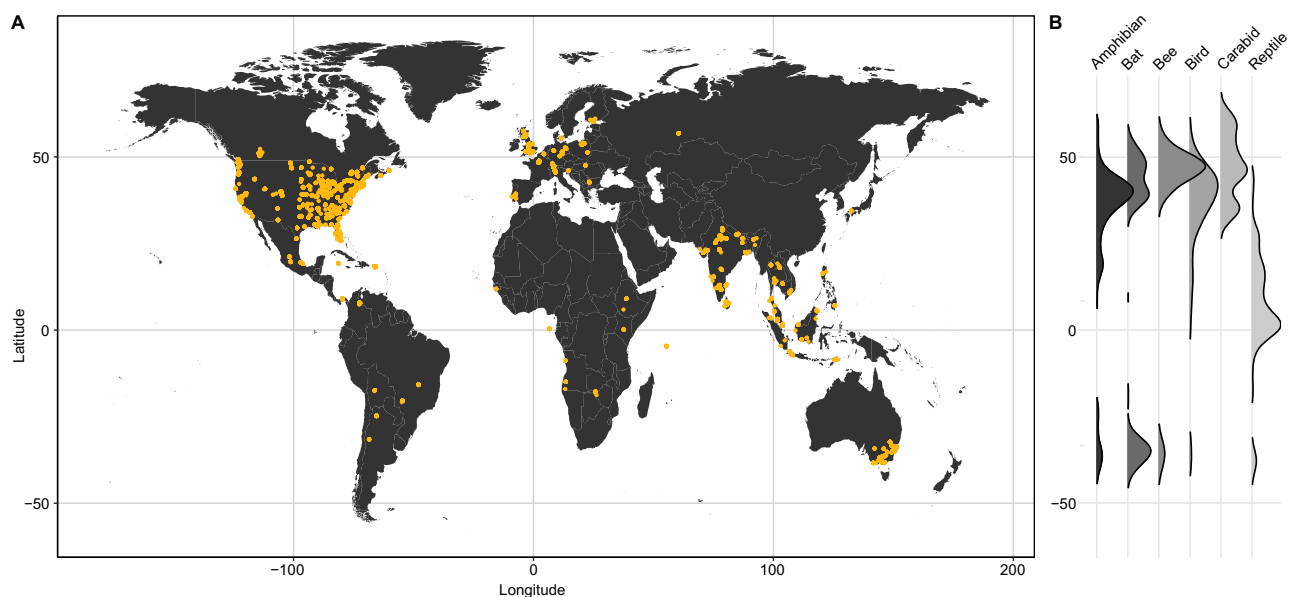 A
B
Amphibian
Bat
Bee
Bird
Carabid
Reptile
50
0
−50
Latitude
−100
0
100
200
Longitude
50
0
−50